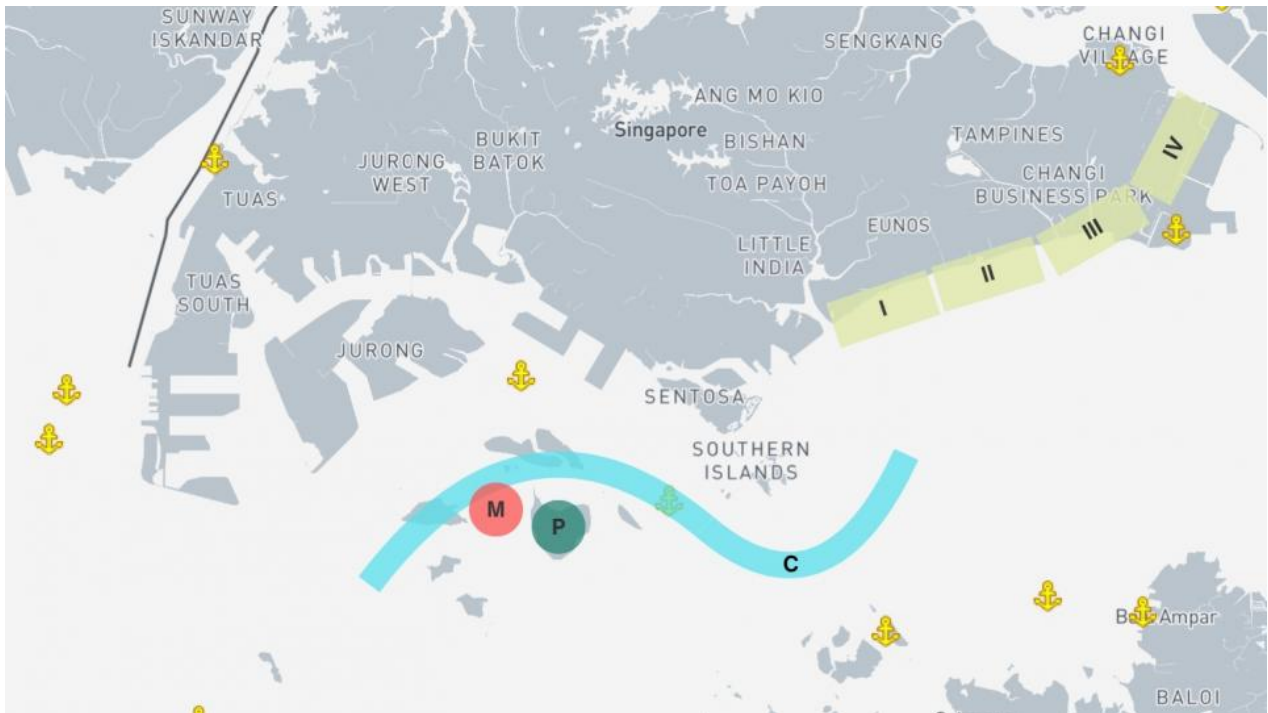 SUNWAY
ISKANDAR
SENGKANG
CHANGI
VILLAGE
ANG MO KIO
Singapore
BISHAN
TAMPINES
BUKIT
BATOK
JURONG
WEST
TOA PAYOH
CHANGI
BUSINESS PARK
IV
TUAS
EUNOS
III
LITTLE
INDIA
II
TUAS
SOUTH
I
JURONG
SENTOSA
SOUTHERN
ISLANDS
M
P
C
Ampar
BALOI